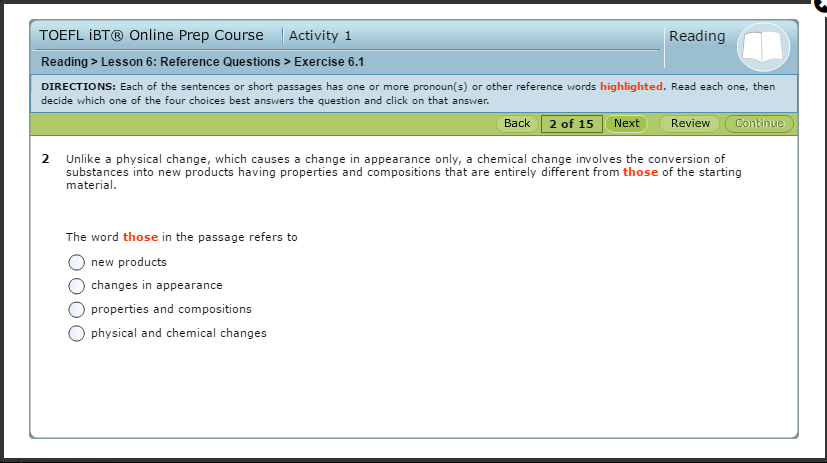 TOEFL iBT® Online Prep Course Activity 1 Reading
Reading > Lesson 6: Reference Questions > Exercise 6.1
DIRECTIONS: Each of the sentences or short passages has one or more pronoun(s) or other reference words highlighted. Read each one, then
decide which one of the four choices best answers the question and click on that answer.
Back 2 of 15 Next Review Continue
2 Unlike a physical change, which causes a change in appearance only, a chemical change involves the conversion of
substances into new products having properties and compositions that are entirely different from those of the starting
material.
The word those in the passage refers to
new products
changes in appearance
properties and compositions
physical and chemical changes